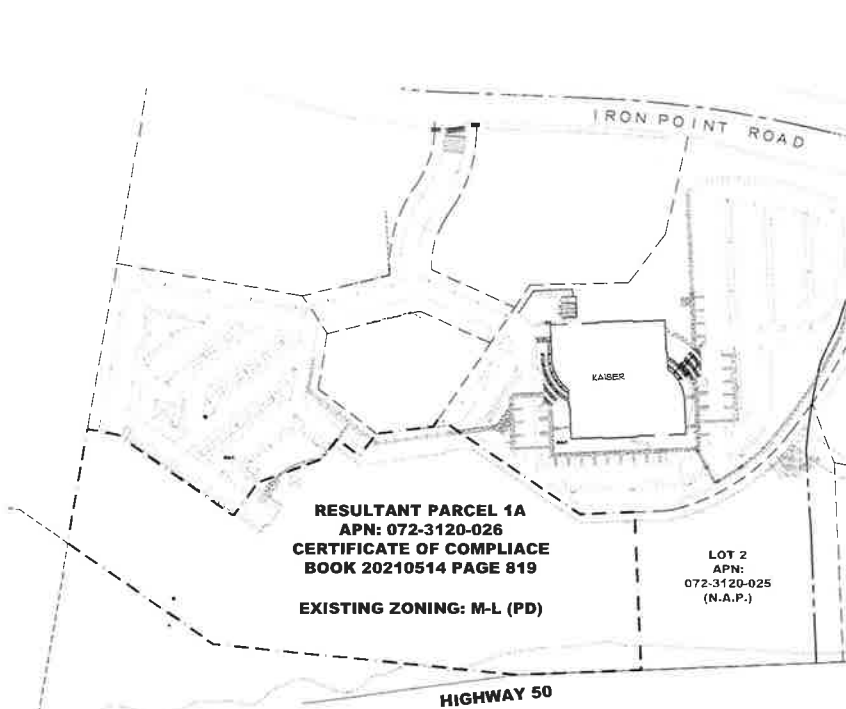 IRON POINT ROAD
KAISER
RESULTANT PARCEL 1A
APN: 072-3120-026
CERTIFICATE OF COMPLIACE
BOOK 20210514 PAGE 819
EXISTING ZONING: M-L (PD)
LOT 2
APN:
072-3120-025
(N.A.P.)
HIGHWAY 50